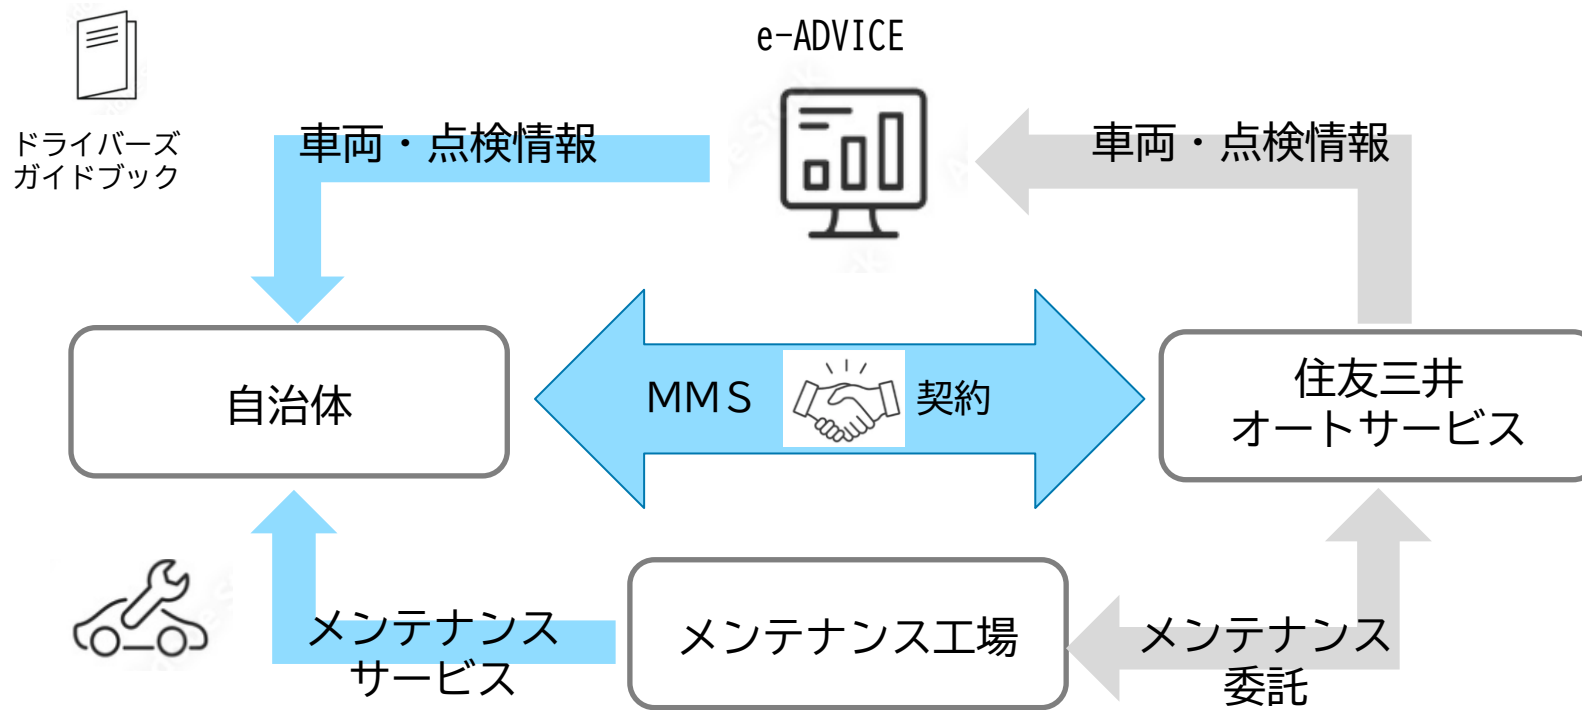 e-ADVICE
ドライバーズ
ガイドブック
車両・点検情報
車両・点検情報
自治体
ＭＭＳ
契約
住友三井
オートサービス
メンテナンス
サービス
メンテナンス工場
メンテナンス
委託